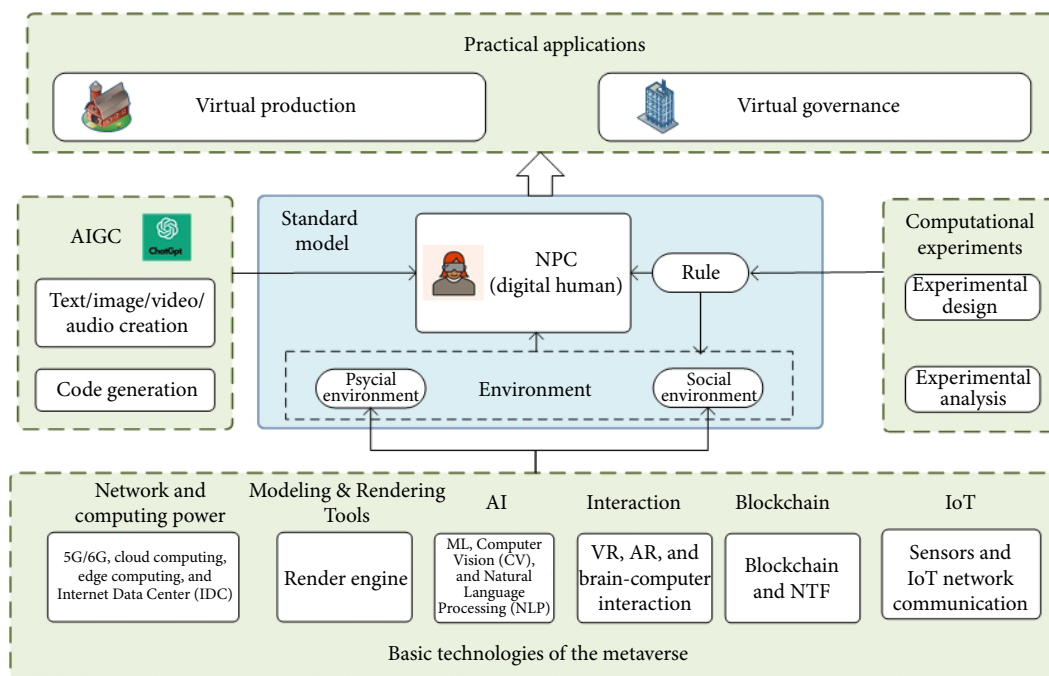 Practical applications
Virtual production
Virtual governance
AIGC
ChatGpt
Text/image/video/
audio creation
Code generation
Standard
model
NPC
(digital human)
Rule
Psycial
environment
Environment
Social
environment
Computational
experiments
Experimental
design
Experimental
analysis
Network and
computing power
5G/6G, cloud computing,
edge computing, and
Internet Data Center (IDC)
Modeling & Rendering
Tools
Render engine
AI
ML, Computer
Vision (CV),
and Natural
Language
Processing (NLP)
Interaction
VR, AR, and
brain-computer
interaction
Blockchain
Blockchain
and NTF
IoT
Sensors and
IoT network
communication
Basic technologies of the metaverse